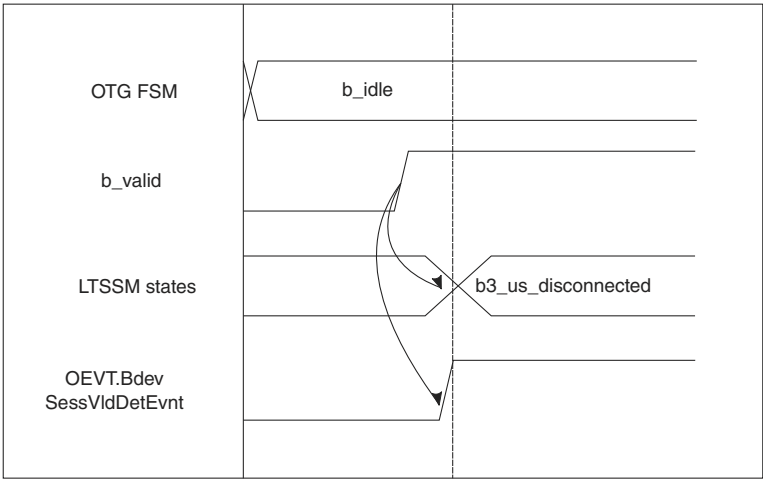 OTG FSM
b_idle
b_valid
LTSSM states
b3_us_disconnected
OEVT.Bdev
SessVldDetEvnt